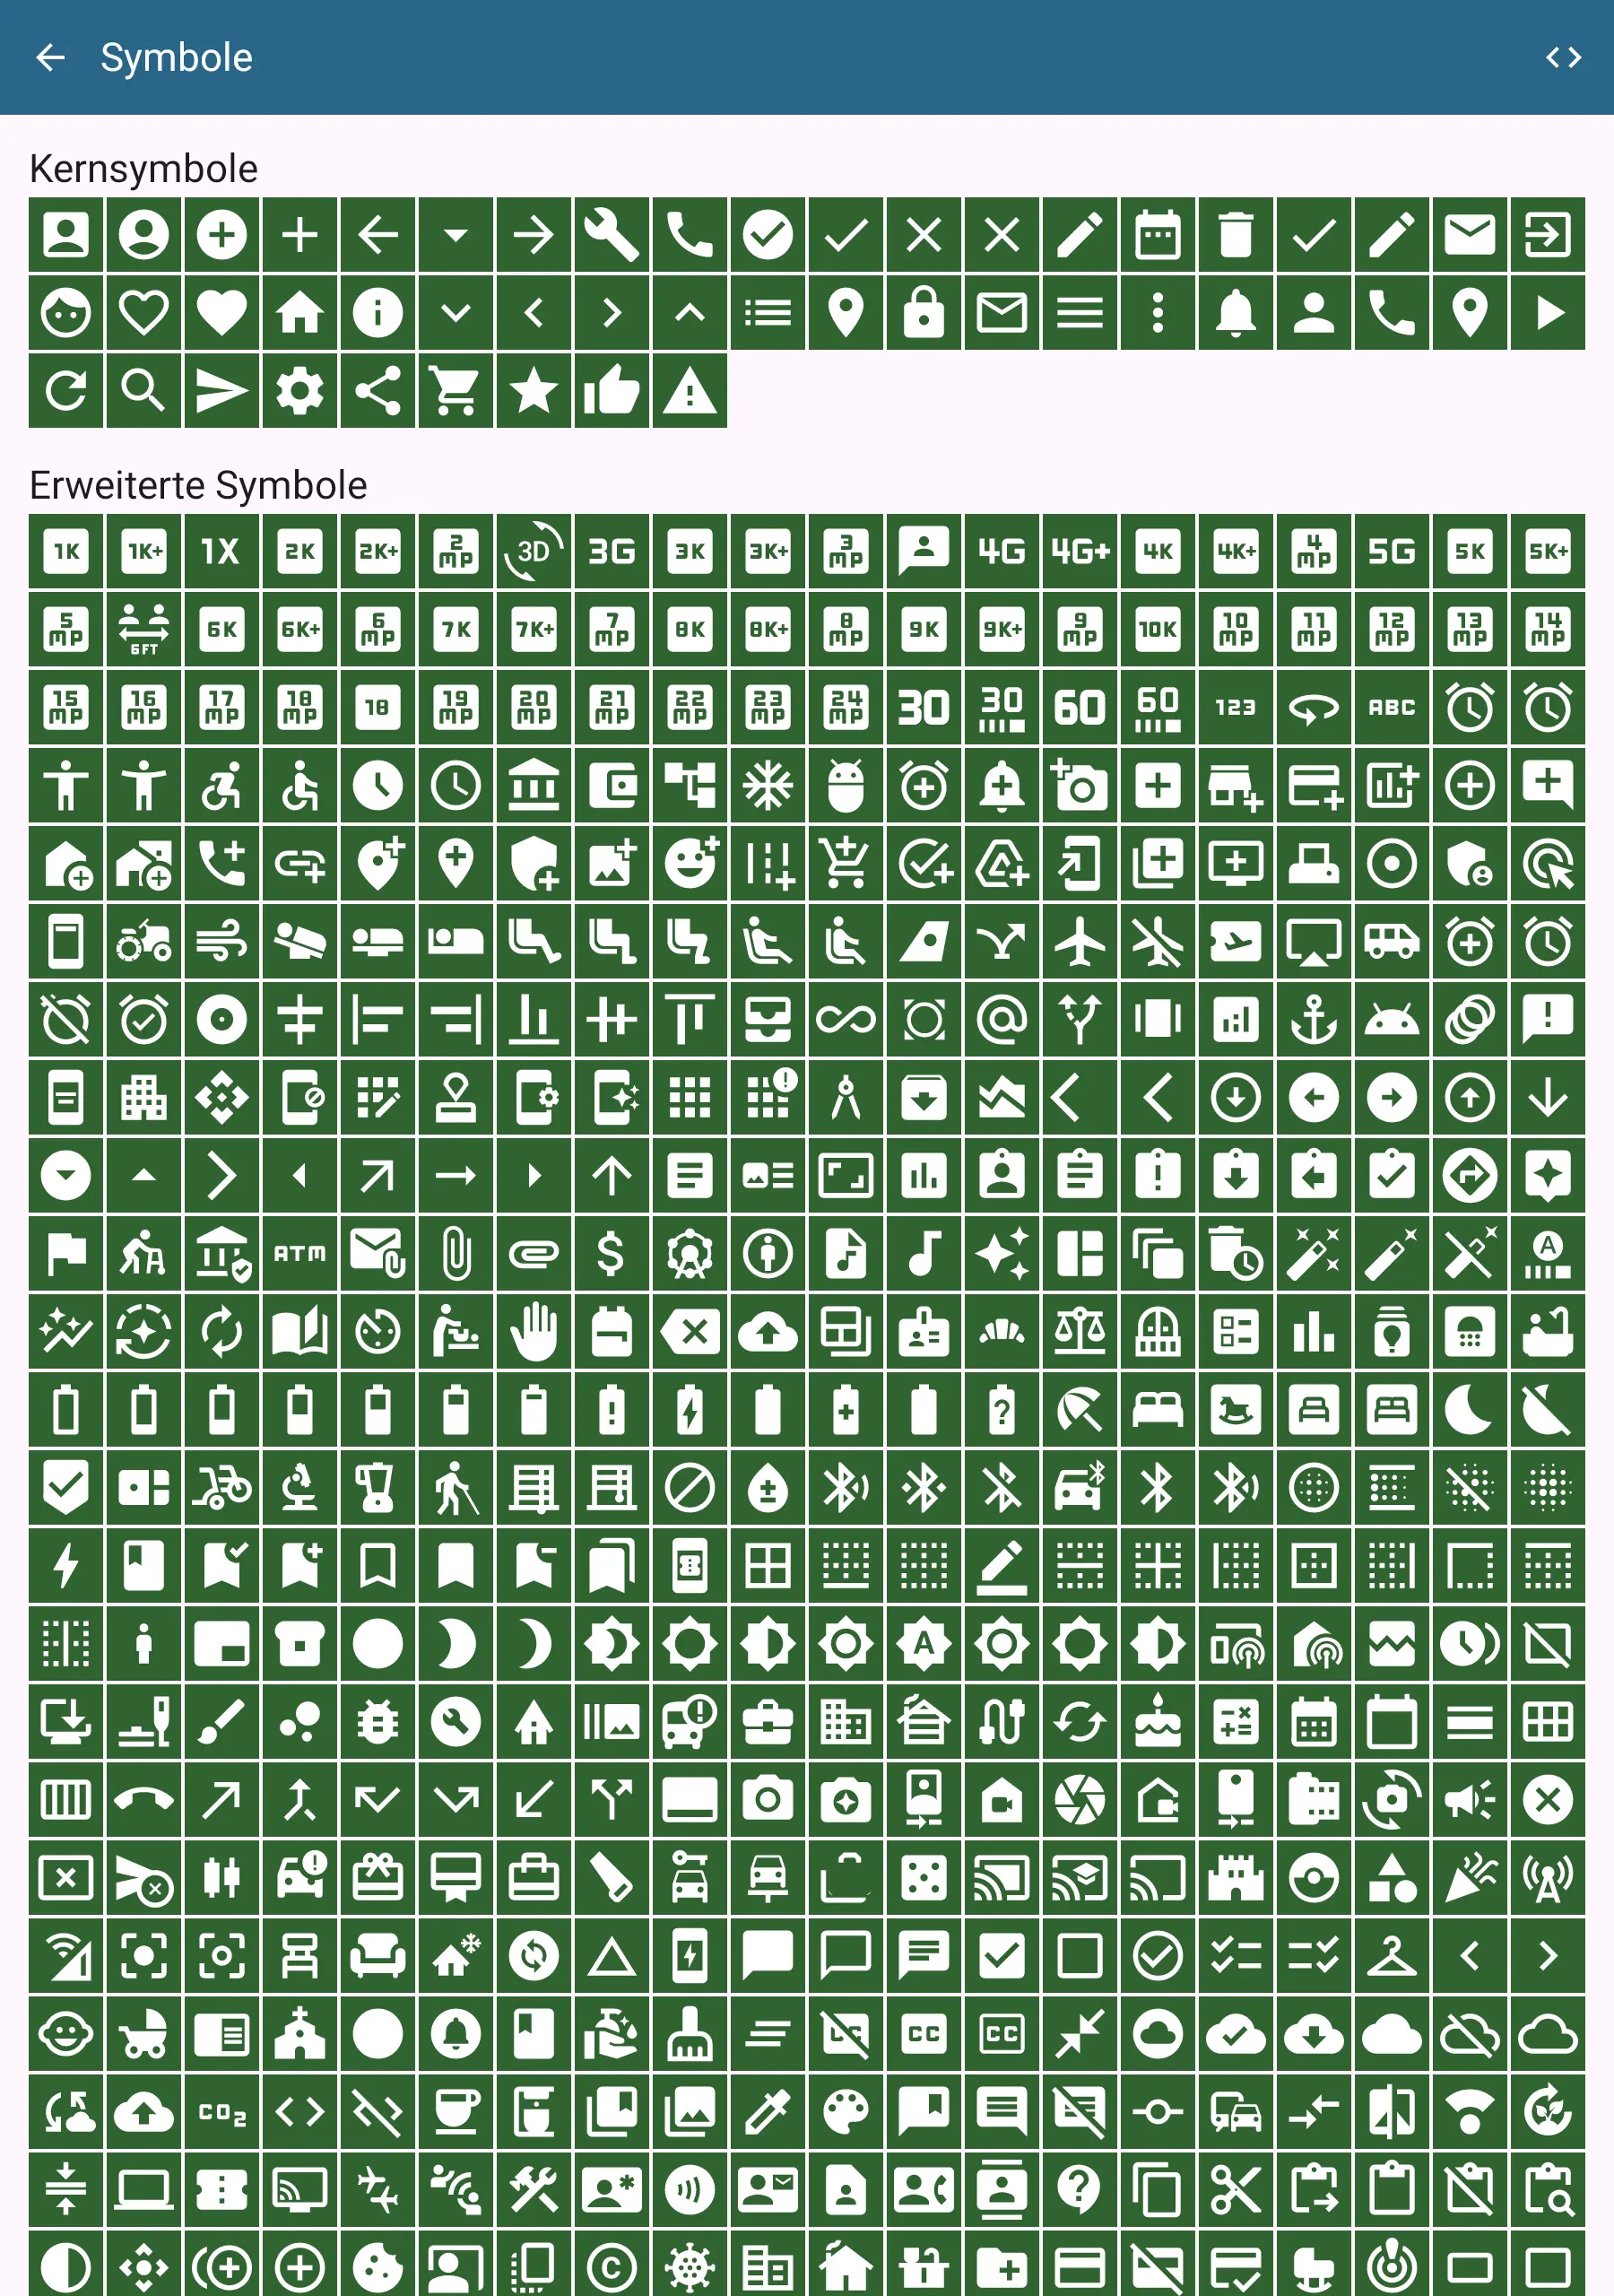 Symbole
Kernsymbole
Erweiterte Symbole
1K 1K+ 1X 2K 2K+ 2 MP 3D 3G 3K 3K+ 3 MP 4G 4G+ 4K 4K+ 4 MP 5G 5K 5K+
5 MP 6FT 6K 6K+ 6 MP 7K 7K+ 7 MP 8K 8K+ 8 MP 9K 9K+ 9 MP 10K 10 MP 11 MP 12 MP 13 MP 14 MP
15 MP 16 MP 17 MP 18 MP 18 19 MP 20 MP 21 MP 22 MP 23 MP 24 MP 30 30 60 60 123 ABC
ATM $ A
A
A
CC CC CC
CO2
C